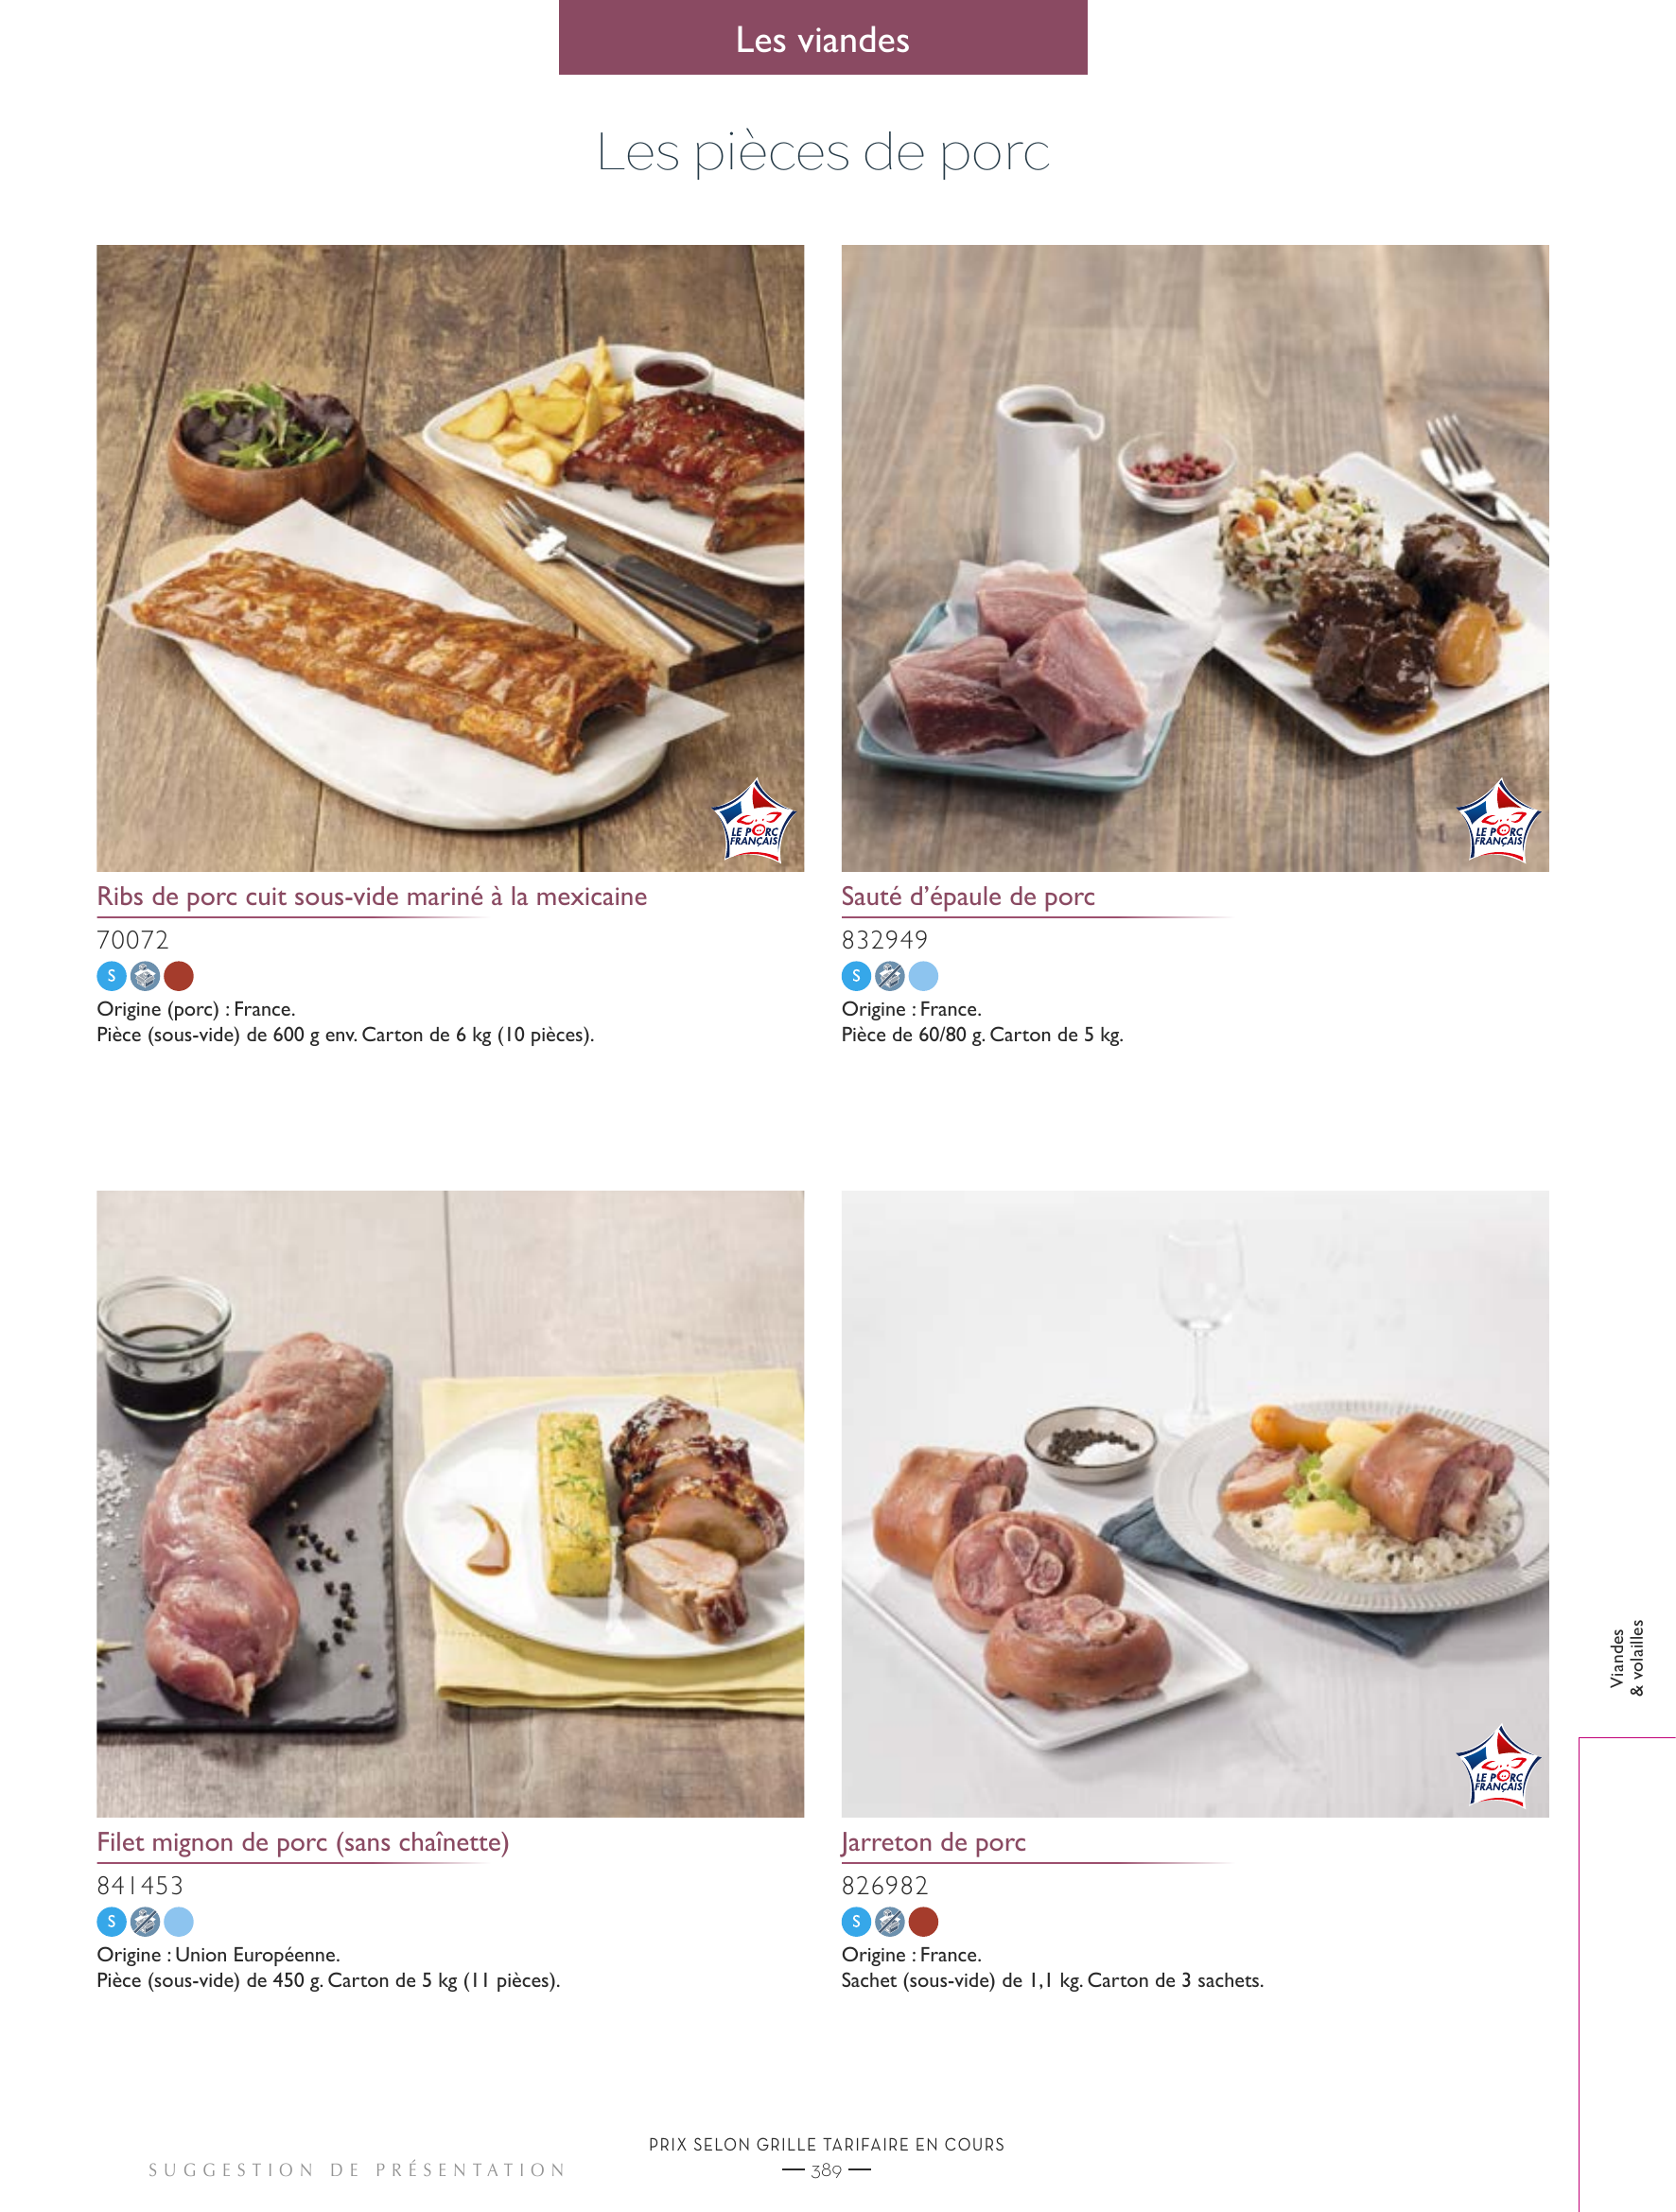 Les viandes
Les pièces de porc
LE PORC
FRANÇAIS
LE PORC
FRANÇAIS
Ribs de porc cuit sous-vide mariné à la mexicaine
70072
S
Origine (porc) : France.
Pièce (sous-vide) de 600 g env. Carton de 6 kg (10 pièces).
Sauté d’épaule de porc
832949
S
Origine : France.
Pièce de 60/80 g. Carton de 5 kg.
LE PORC
FRANÇAIS
Filet mignon de porc (sans chaînette)
841453
S
Origine : Union Européenne.
Pièce (sous-vide) de 450 g. Carton de 5 kg (11 pièces).
Jarreton de porc
826982
S
Origine : France.
Sachet (sous-vide) de 1,1 kg. Carton de 3 sachets.
Viandes
& volailles
PRIX SELON GRILLE TARIFAIRE EN COURS
SUGGESTION DE PRÉSENTATION
— 389 —